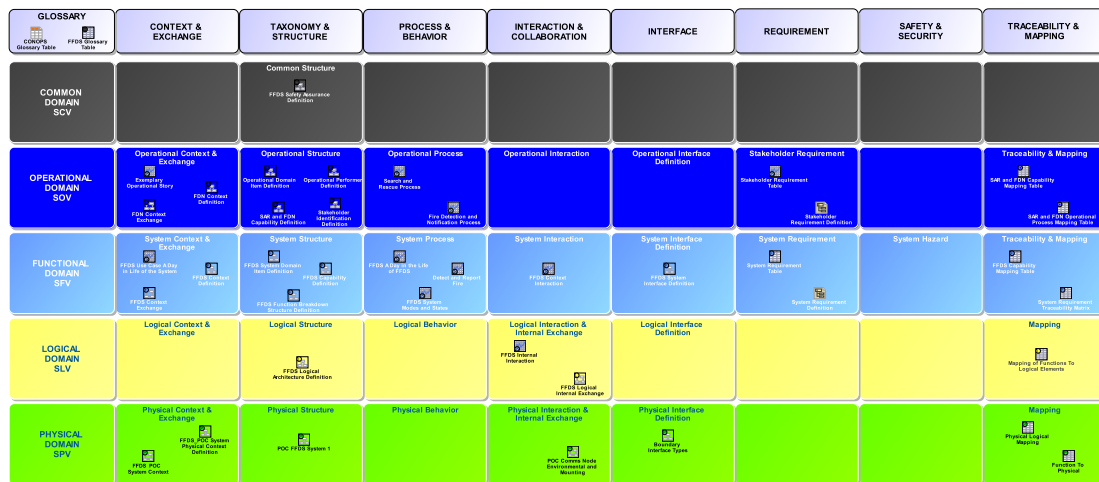 GLOSSARY
CONOPS
Glossary Table
FFDS Glossary
Table
CONTEXT &
EXCHANGE
TAXONOMY &
STRUCTURE
PROCESS &
BEHAVIOR
INTERACTION &
COLLABORATION
INTERFACE
REQUIREMENT
SAFETY &
SECURITY
TRACEABILITY &
MAPPING
COMMON
DOMAIN
SCV
Common Structure
FFDS Safety Assurance
Definition
OPERATIONAL
DOMAIN
SOV
Operational Context &
Exchange
Exemplary
Operational Story
FDN Context
Definition
FDN Context
Exchange
Operational Structure
Operational Domain
Item Definition
Operational Performer
Definition
SAR and FDN
Capability Definition
Stakeholder
Identification
Definition
Operational Process
Search and
Rescue Process
Fire Detection and
Notification Process
Operational Interaction
Operational Interface
Definition
Stakeholder Requirement
Stakeholder Requirement
Table
Stakeholder
Requirement Definition
Traceability & Mapping
SAR and FDN Capability
Mapping Table
SAR and FDN Operational
Process Mapping Table
FUNCTIONAL
DOMAIN
SFV
System Context &
Exchange
FFDS Use Case A Day
in Life of the System
FFDS Context
Definition
FFDS Context
Exchange
System Structure
FFDS System Domain
Item Definition
FFDS Capability
Definition
FFDS Function Breakdown
Structure Definition
System Process
FFDS A Day in the Life
of FFDS
Detect and Report
Fire
FFDS System
Modes and States
System Interaction
FFDS Context
Interaction
System Interface
Definition
FFDS System
Interface Definition
System Requirement
System Requirement
Table
System Requirement
Definition
System Hazard
Traceability & Mapping
FFDS Capability
Mapping Table
System Requirement
Traceability Matrix
LOGICAL
DOMAIN
SLV
Logical Context &
Exchange
Logical Structure
FFDS Logical
Architecture Definition
Logical Behavior
Logical Interaction &
Internal Exchange
FFDS Internal
Interaction
FFDS Logical
Internal Exchange
Logical Interface
Definition
Mapping
Mapping of Functions To
Logical Elements
PHYSICAL
DOMAIN
SPV
Physical Context &
Exchange
FFDS_POC System
Physical Context
Definition
FFDS_POC
System Context
Physical Structure
POC FFDS System 1
Physical Behavior
Physical Interaction &
Internal Exchange
POC Comms Node
Environmental and
Mounting
Physical Interface
Definition
Boundary
Interface Types
Mapping
Physical Logical
Mapping
Function To
Physical